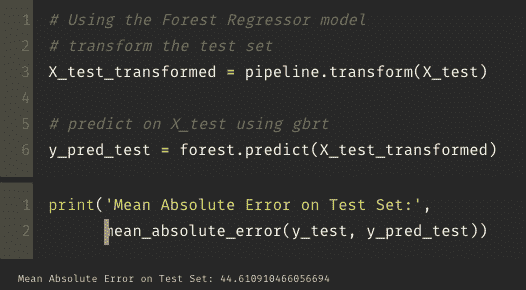 1 # Using the Forest Regressor model
2 # transform the test set
3 X_test_transformed = pipeline.transform(X_test)
4
5 # predict on X_test using gbrt
6 y_pred_test = forest.predict(X_test_transformed)
1 print('Mean Absolute Error on Test Set:',
2 mean_absolute_error(y_test, y_pred_test))
Mean Absolute Error on Test Set: 44.610910466056694